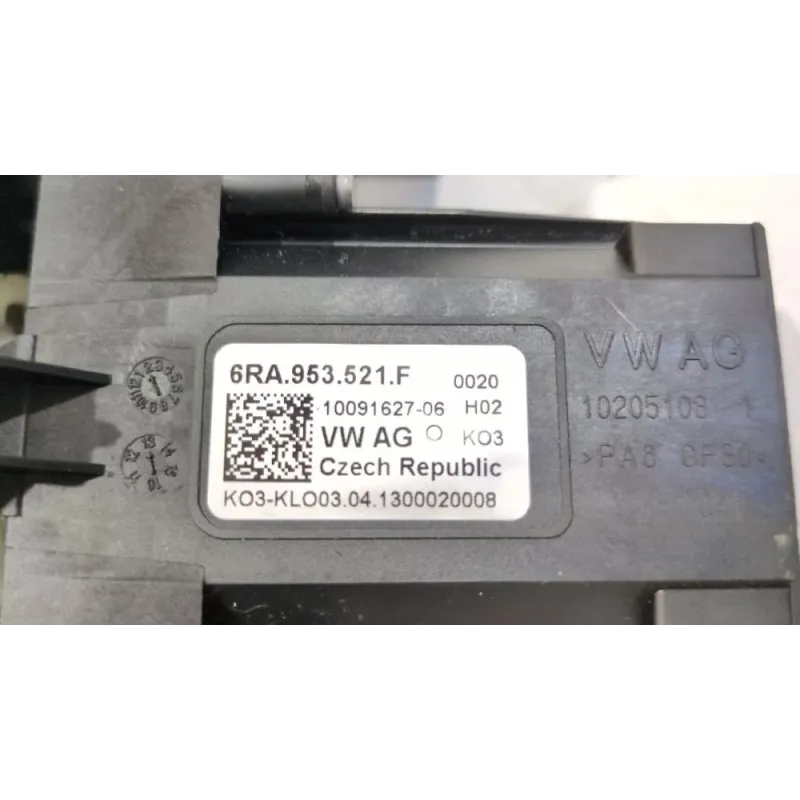 6RA.953.521.F 0020
10091627-06 H02
VW AG KO3
Czech Republic
KO3-KLO03.04.1300020008
VW AG
10205108 1